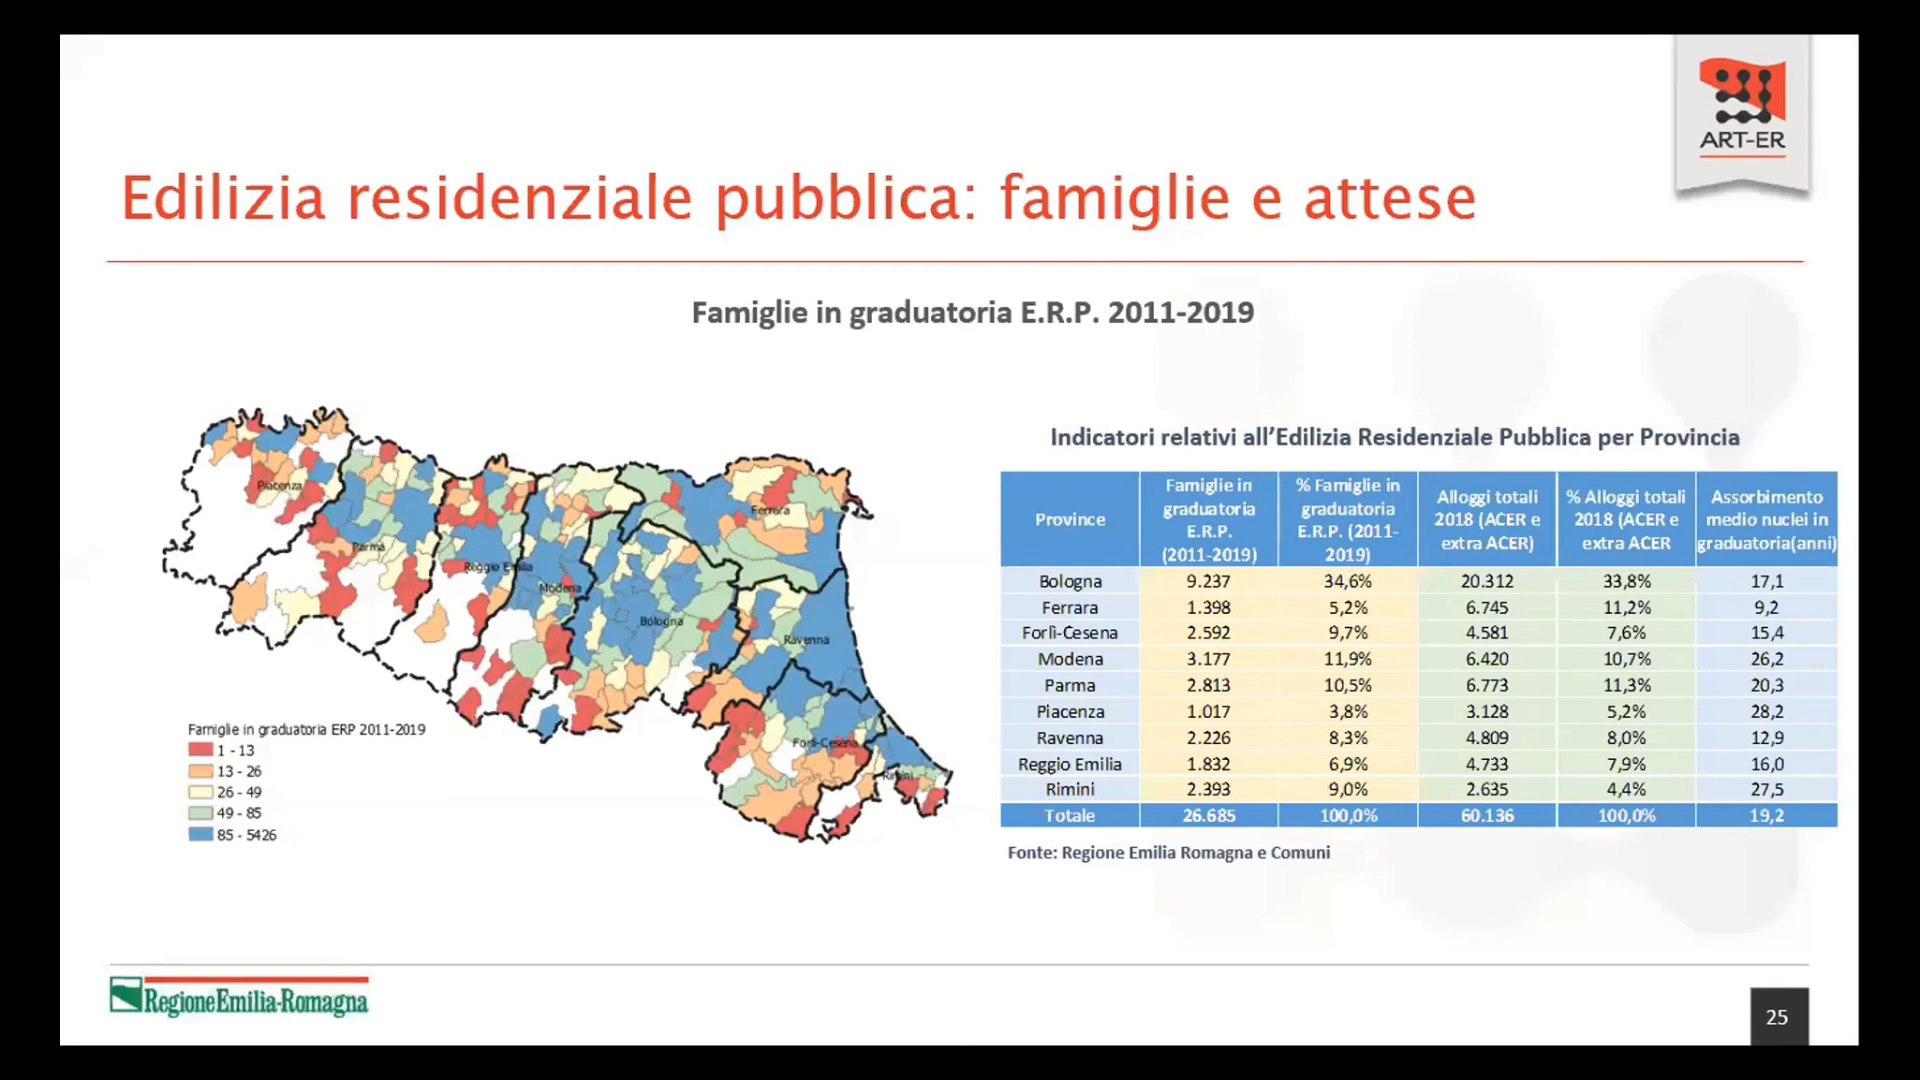 ART-ER
Edilizia residenziale pubblica: famiglie e attese
Famiglie in graduatoria E.R.P. 2011-2019
Piacenza
Parma
Reggio Emilia
Modena
Bologna
Ferrara
Ravenna
Forlì-Cesena
Rimini
Famiglie in graduatoria ERP 2011-2019
1 - 13
13 - 26
26 - 49
49 - 85
85 - 5426
Indicatori relativi all’Edilizia Residenziale Pubblica per Provincia
Province
Famiglie in
graduatoria
E.R.P.
(2011-2019)
% Famiglie in
graduatoria
E.R.P. (2011-
2019)
Alloggi totali
2018 (ACER e
extra ACER)
% Alloggi totali
2018 (ACER e
extra ACER
Assorbimento
medio nuclei in
graduatoria(anni)
Bologna 9.237 34,6% 20.312 33,8% 17,1
Ferrara 1.398 5,2% 6.745 11,2% 9,2
Forlì-Cesena 2.592 9,7% 4.581 7,6% 15,4
Modena 3.177 11,9% 6.420 10,7% 26,2
Parma 2.813 10,5% 6.773 11,3% 20,3
Piacenza 1.017 3,8% 3.128 5,2% 28,2
Ravenna 2.226 8,3% 4.809 8,0% 12,9
Reggio Emilia 1.832 6,9% 4.733 7,9% 16,0
Rimini 2.393 9,0% 2.635 4,4% 27,5
Totale 26.685 100,0% 60.136 100,0% 19,2
Fonte: Regione Emilia Romagna e Comuni
RegioneEmilia-Romagna
25